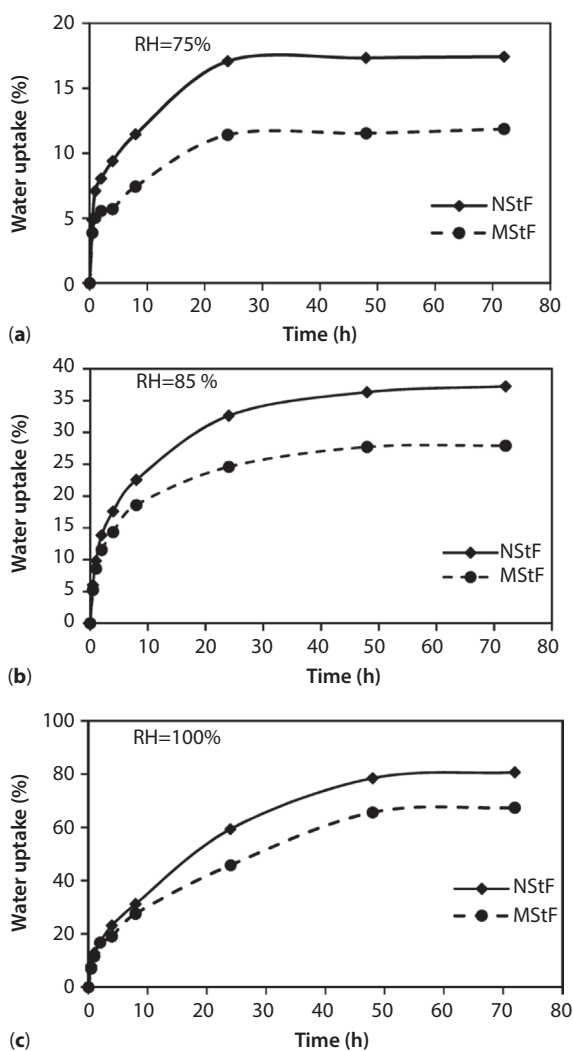 20
RH=75%
15
10
5
0
Water uptake (%)
NStF
MStF
0 10 20 30 40 50 60 70 80
Time (h)
(a)
40
RH=85 %
35
30
25
20
15
10
5
0
Water uptake (%)
NStF
MStF
0 10 20 30 40 50 60 70 80
Time (h)
(b)
100
RH=100%
80
60
40
20
0
Water uptake (%)
NStF
MStF
0 10 20 30 40 50 60 70 80
Time (h)
(c)